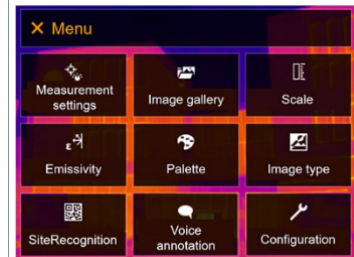 Menu
Measurement
settings
Image gallery
Scale
Emissivity
Palette
Image type
SiteRecognition
Voice
annotation
Configuration